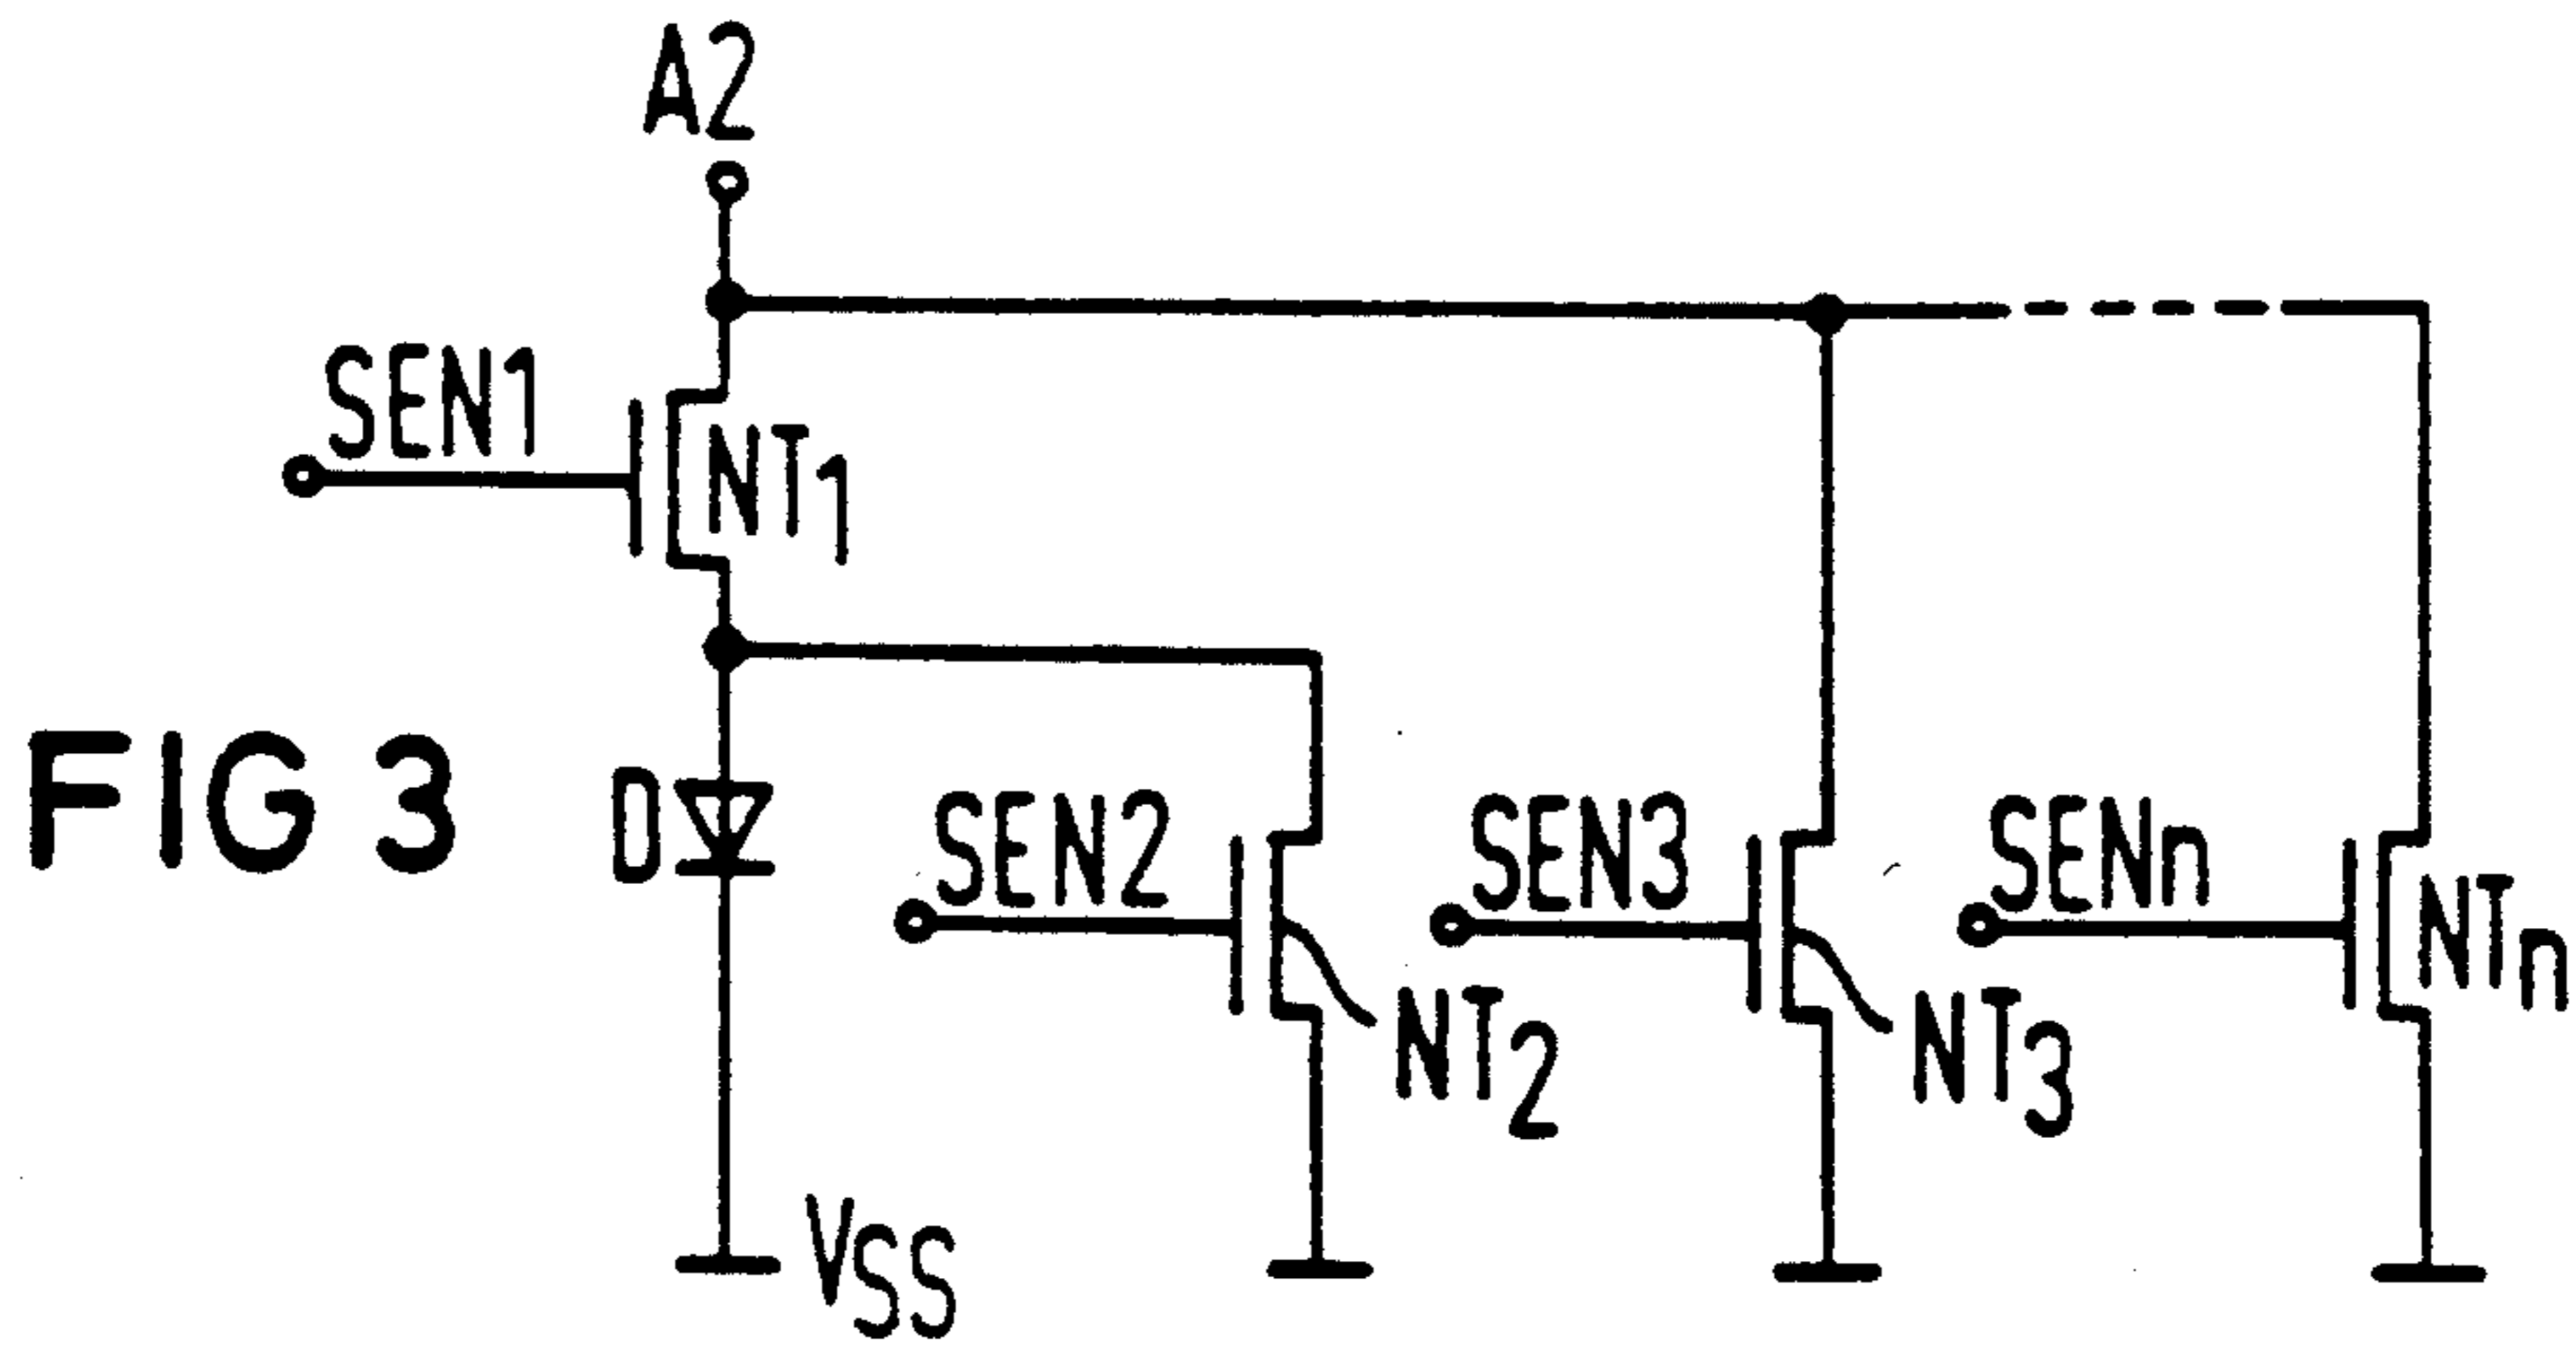 A2
SEN1
NT1
FIG 3
D
SEN2
SEN3
SENn
NT2
NT3
NTn
VSS